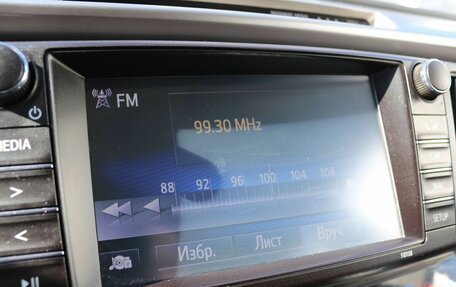 FM
99.30 MHz
MEDIA
88 92 96 100 104 108
SETUP
Избр. Лист Вруч.